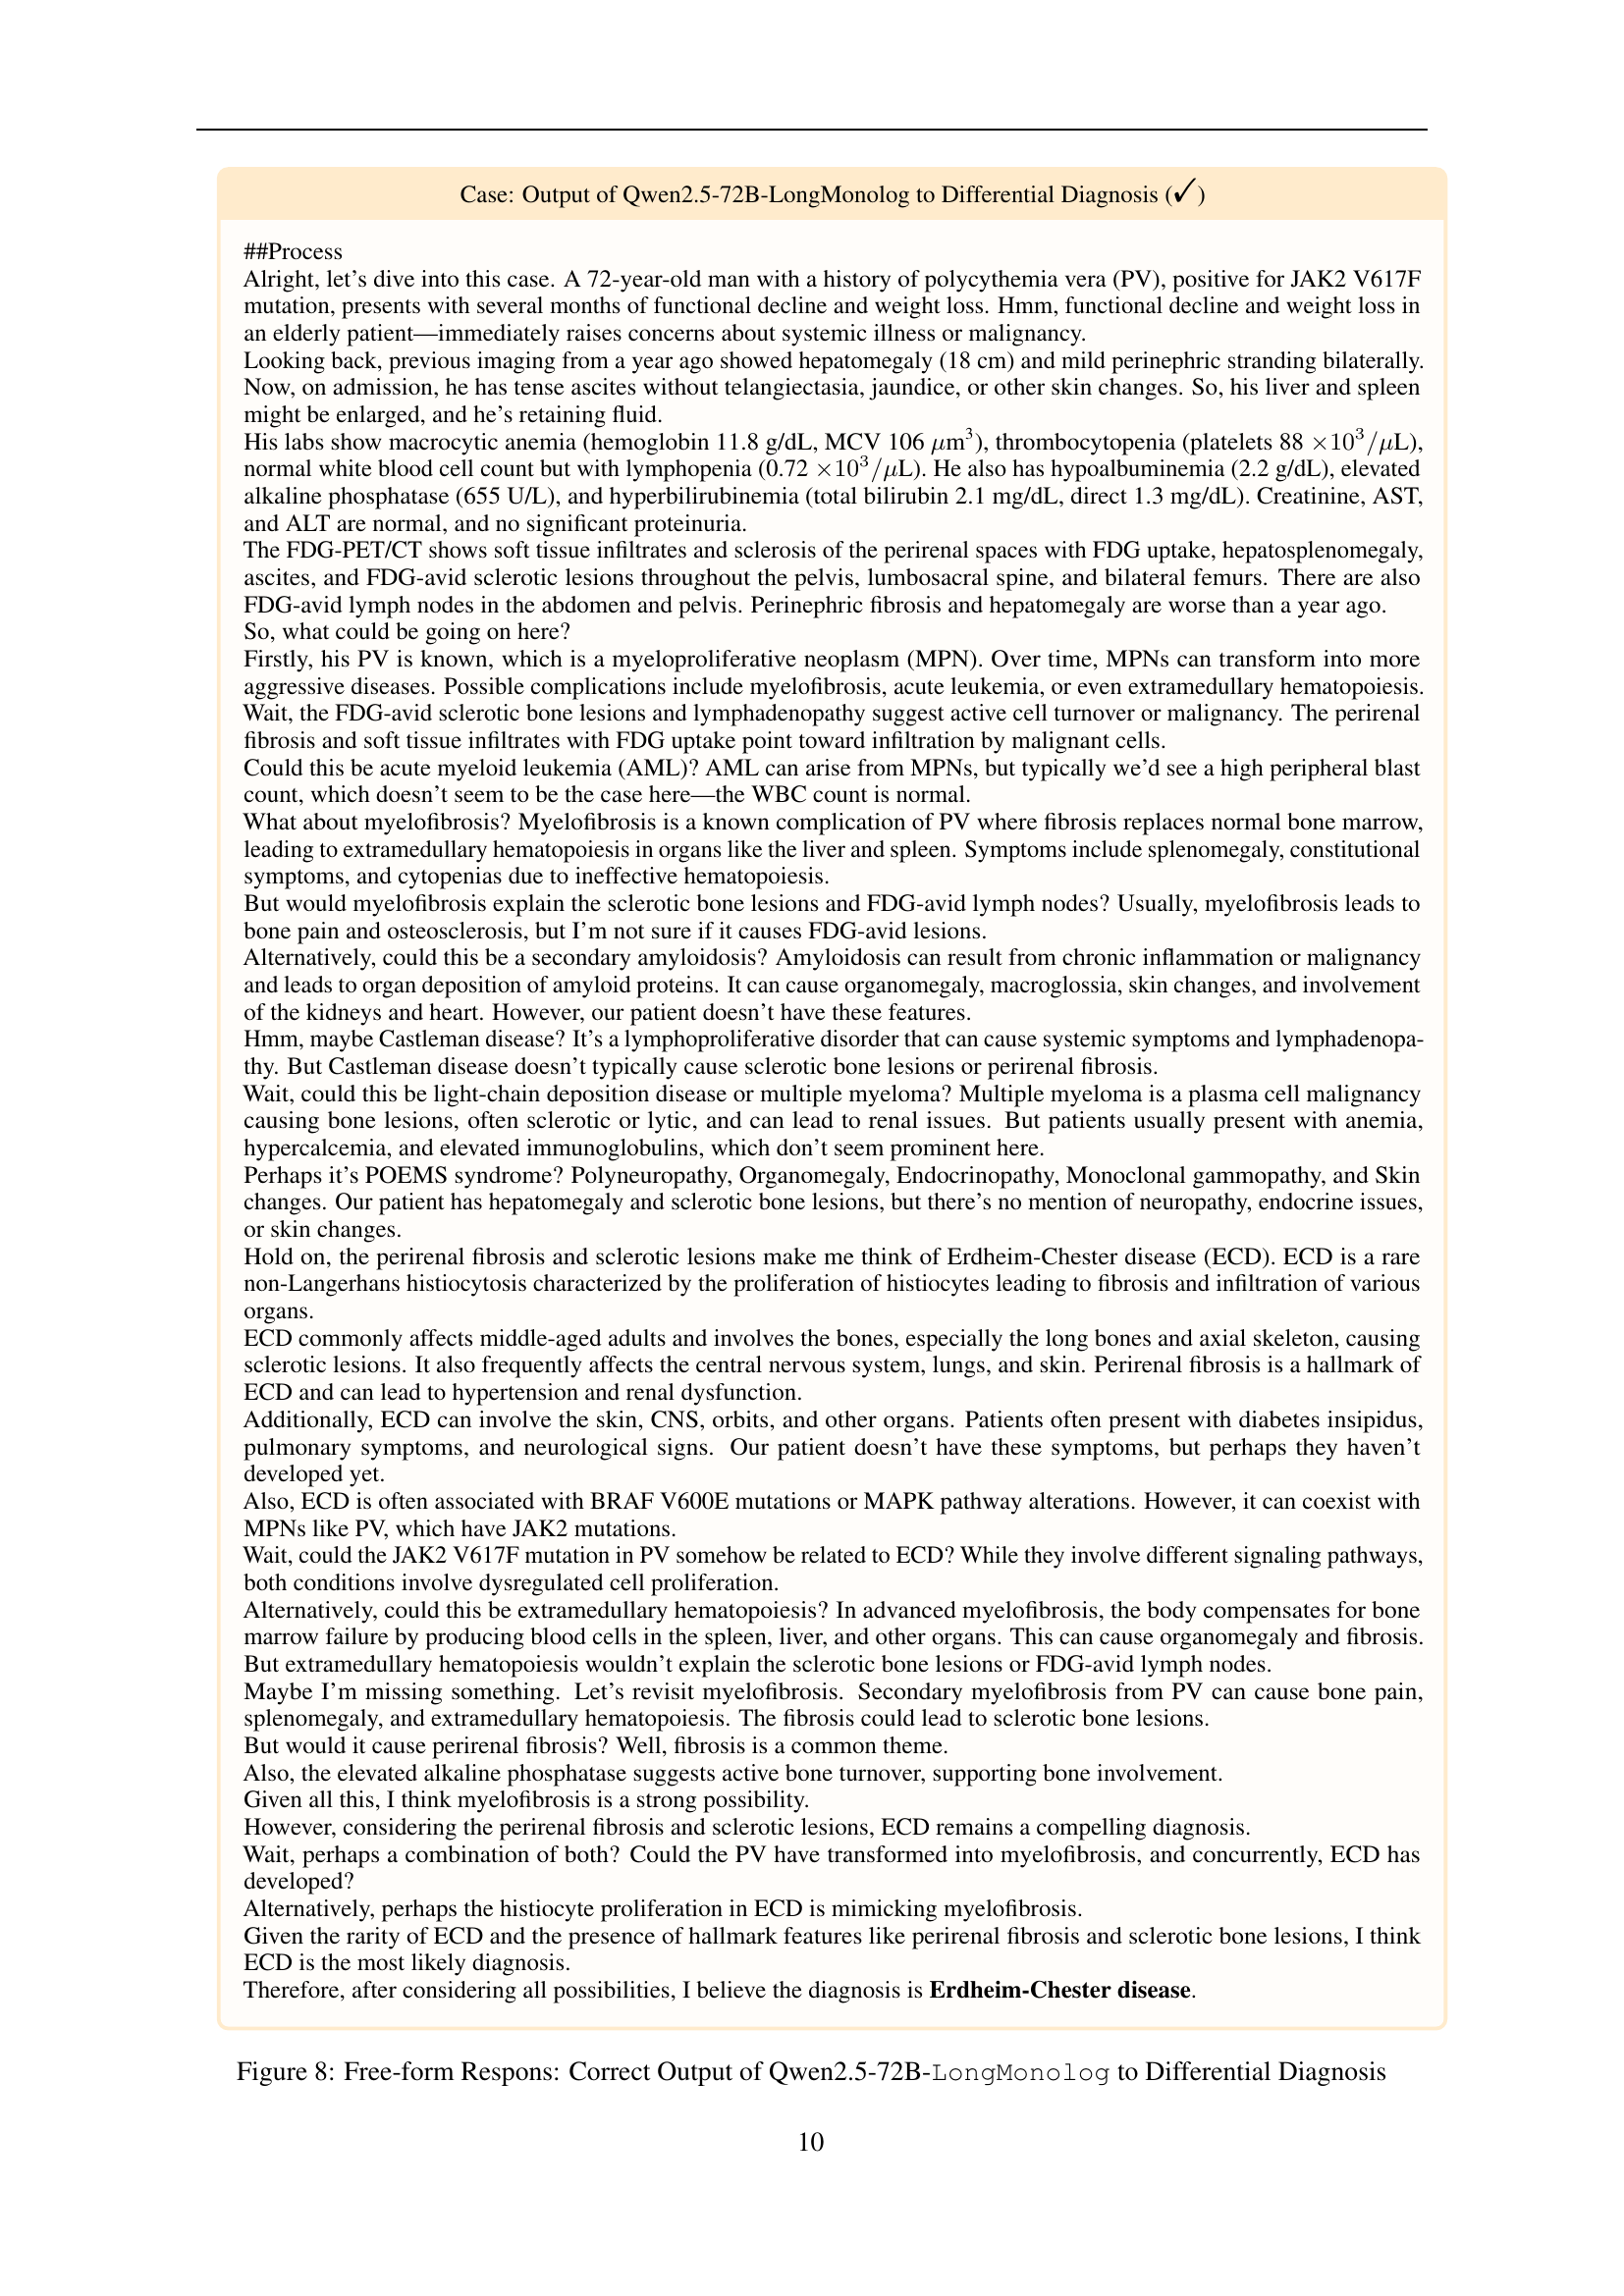 Case: Output of Qwen2.5-72B-LongMonolog to Differential Diagnosis (✓)
##Process
Alright, let's dive into this case. A 72-year-old man with a history of polycythemia vera (PV), positive for JAK2 V617F
mutation, presents with several months of functional decline and weight loss. Hmm, functional decline and weight loss in
an elderly patient—immediately raises concerns about systemic illness or malignancy.
Looking back, previous imaging from a year ago showed hepatomegaly (18 cm) and mild perinephric stranding bilaterally.
Now, on admission, he has tense ascites without telangiectasia, jaundice, or other skin changes. So, his liver and spleen
might be enlarged, and he's retaining fluid.
His labs show macrocytic anemia (hemoglobin 11.8 g/dL, MCV 106 μm³), thrombocytopenia (platelets 88 ×10³/μL),
normal white blood cell count but with lymphopenia (0.72 ×10³/μL). He also has hypoalbuminemia (2.2 g/dL), elevated
alkaline phosphatase (655 U/L), and hyperbilirubinemia (total bilirubin 2.1 mg/dL, direct 1.3 mg/dL). Creatinine, AST,
and ALT are normal, and no significant proteinuria.
The FDG-PET/CT shows soft tissue infiltrates and sclerosis of the perirenal spaces with FDG uptake, hepatosplenomegaly,
ascites, and FDG-avid sclerotic lesions throughout the pelvis, lumbosacral spine, and bilateral femurs. There are also
FDG-avid lymph nodes in the abdomen and pelvis. Perinephric fibrosis and hepatomegaly are worse than a year ago.
So, what could be going on here?
Firstly, his PV is known, which is a myeloproliferative neoplasm (MPN). Over time, MPNs can transform into more
aggressive diseases. Possible complications include myelofibrosis, acute leukemia, or even extramedullary hematopoiesis.
Wait, the FDG-avid sclerotic bone lesions and lymphadenopathy suggest active cell turnover or malignancy. The perirenal
fibrosis and soft tissue infiltrates with FDG uptake point toward infiltration by malignant cells.
Could this be acute myeloid leukemia (AML)? AML can arise from MPNs, but typically we'd see a high peripheral blast
count, which doesn't seem to be the case here—the WBC count is normal.
What about myelofibrosis? Myelofibrosis is a known complication of PV where fibrosis replaces normal bone marrow,
leading to extramedullary hematopoiesis in organs like the liver and spleen. Symptoms include splenomegaly, constitutional
symptoms, and cytopenias due to ineffective hematopoiesis.
But would myelofibrosis explain the sclerotic bone lesions and FDG-avid lymph nodes? Usually, myelofibrosis leads to
bone pain and osteosclerosis, but I'm not sure if it causes FDG-avid lesions.
Alternatively, could this be a secondary amyloidosis? Amyloidosis can result from chronic inflammation or malignancy
and leads to organ deposition of amyloid proteins. It can cause organomegaly, macroglossia, skin changes, and involvement
of the kidneys and heart. However, our patient doesn't have these features.
Hmm, maybe Castleman disease? It's a lymphoproliferative disorder that can cause systemic symptoms and lymphadenopa-
thy. But Castleman disease doesn't typically cause sclerotic bone lesions or perirenal fibrosis.
Wait, could this be light-chain deposition disease or multiple myeloma? Multiple myeloma is a plasma cell malignancy
causing bone lesions, often sclerotic or lytic, and can lead to renal issues. But patients usually present with anemia,
hypercalcemia, and elevated immunoglobulins, which don't seem prominent here.
Perhaps it's POEMS syndrome? Polyneuropathy, Organomegaly, Endocrinopathy, Monoclonal gammopathy, and Skin
changes. Our patient has hepatomegaly and sclerotic bone lesions, but there's no mention of neuropathy, endocrine issues,
or skin changes.
Hold on, the perirenal fibrosis and sclerotic lesions make me think of Erdheim-Chester disease (ECD). ECD is a rare
non-Langerhans histiocytosis characterized by the proliferation of histiocytes leading to fibrosis and infiltration of various
organs.
ECD commonly affects middle-aged adults and involves the bones, especially the long bones and axial skeleton, causing
sclerotic lesions. It also frequently affects the central nervous system, lungs, and skin. Perirenal fibrosis is a hallmark of
ECD and can lead to hypertension and renal dysfunction.
Additionally, ECD can involve the skin, CNS, orbits, and other organs. Patients often present with diabetes insipidus,
pulmonary symptoms, and neurological signs. Our patient doesn't have these symptoms, but perhaps they haven't
developed yet.
Also, ECD is often associated with BRAF V600E mutations or MAPK pathway alterations. However, it can coexist with
MPNs like PV, which have JAK2 mutations.
Wait, could the JAK2 V617F mutation in PV somehow be related to ECD? While they involve different signaling pathways,
both conditions involve dysregulated cell proliferation.
Alternatively, could this be extramedullary hematopoiesis? In advanced myelofibrosis, the body compensates for bone
marrow failure by producing blood cells in the spleen, liver, and other organs. This can cause organomegaly and fibrosis.
But extramedullary hematopoiesis wouldn't explain the sclerotic bone lesions or FDG-avid lymph nodes.
Maybe I'm missing something. Let's revisit myelofibrosis. Secondary myelofibrosis from PV can cause bone pain,
splenomegaly, and extramedullary hematopoiesis. The fibrosis could lead to sclerotic bone lesions.
But would it cause perirenal fibrosis? Well, fibrosis is a common theme.
Also, the elevated alkaline phosphatase suggests active bone turnover, supporting bone involvement.
Given all this, I think myelofibrosis is a strong possibility.
However, considering the perirenal fibrosis and sclerotic lesions, ECD remains a compelling diagnosis.
Wait, perhaps a combination of both? Could the PV have transformed into myelofibrosis, and concurrently, ECD has
developed?
Alternatively, perhaps the histiocyte proliferation in ECD is mimicking myelofibrosis.
Given the rarity of ECD and the presence of hallmark features like perirenal fibrosis and sclerotic bone lesions, I think
ECD is the most likely diagnosis.
Therefore, after considering all possibilities, I believe the diagnosis is Erdheim-Chester disease.
Figure 8: Free-form Respons: Correct Output of Qwen2.5-72B-LongMonolog to Differential Diagnosis
10